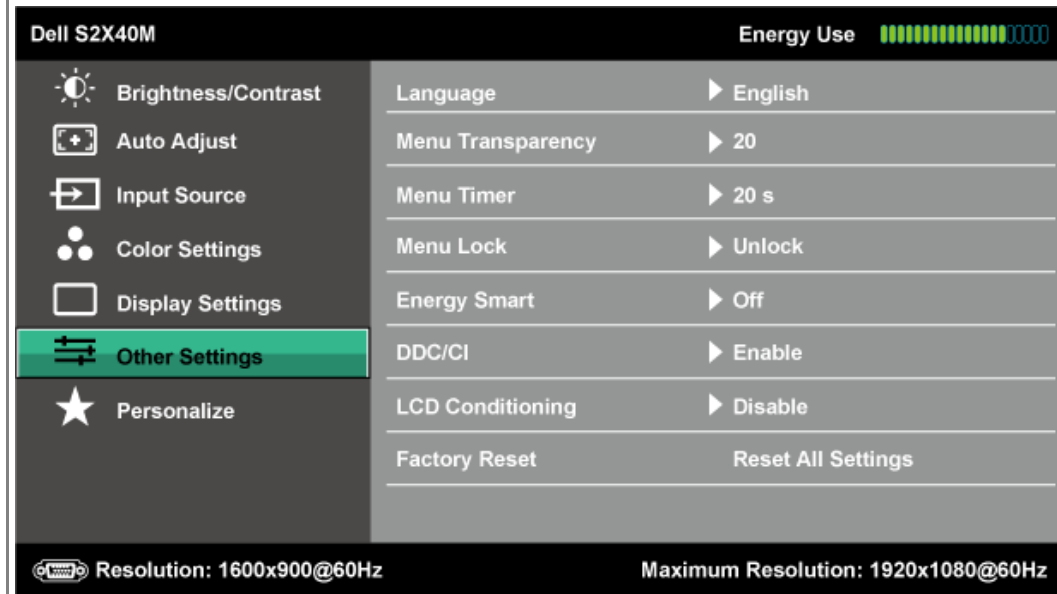 Dell S2X40M Energy Use
Brightness/Contrast Language English
Auto Adjust Menu Transparency 20
Input Source Menu Timer 20 s
Color Settings Menu Lock Unlock
Display Settings Energy Smart Off
Other Settings DDC/CI Enable
Personalize LCD Conditioning Disable
Factory Reset Reset All Settings
Resolution: 1600x900@60Hz Maximum Resolution: 1920x1080@60Hz